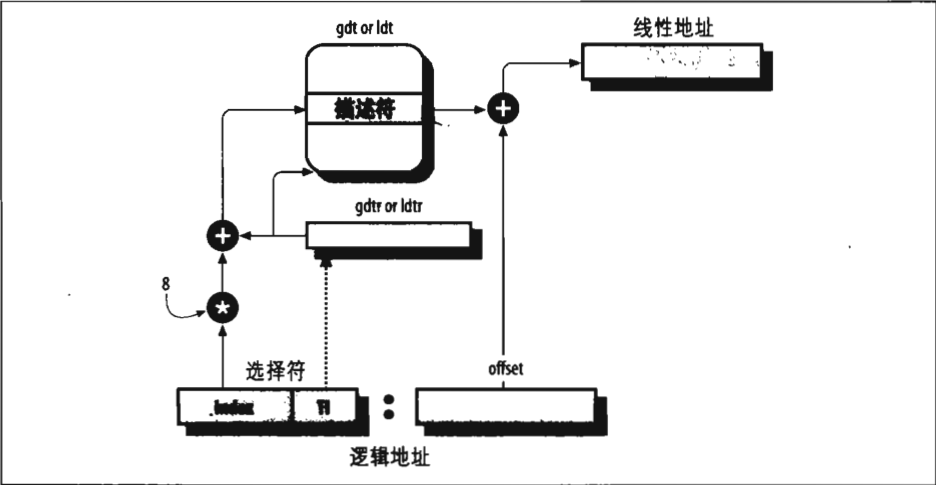 线性地址
gdt or ldt
描述符
gdtr or ldtr
8
选择符
offset
Index
TI
:
逻辑地址